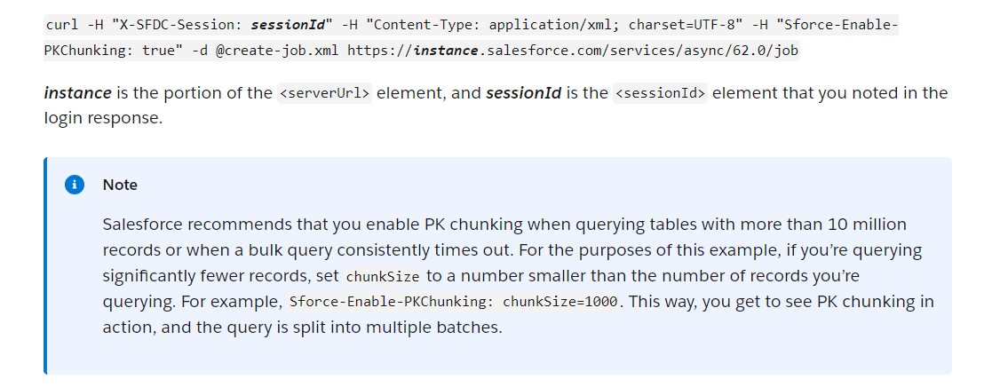 curl -H "X-SFDC-Session: sessionId" -H "Content-Type: application/xml; charset=UTF-8" -H "Sforce-Enable-
PKChunking: true" -d @create-job.xml https://instance.salesforce.com/services/async/62.0/job
instance is the portion of the <serverUrl> element, and sessionId is the <sessionId> element that you noted in the
login response.
Note
Salesforce recommends that you enable PK chunking when querying tables with more than 10 million
records or when a bulk query consistently times out. For the purposes of this example, if you’re querying
significantly fewer records, set chunkSize to a number smaller than the number of records you’re
querying. For example, Sforce-Enable-PKChunking: chunkSize=1000. This way, you get to see PK chunking in
action, and the query is split into multiple batches.